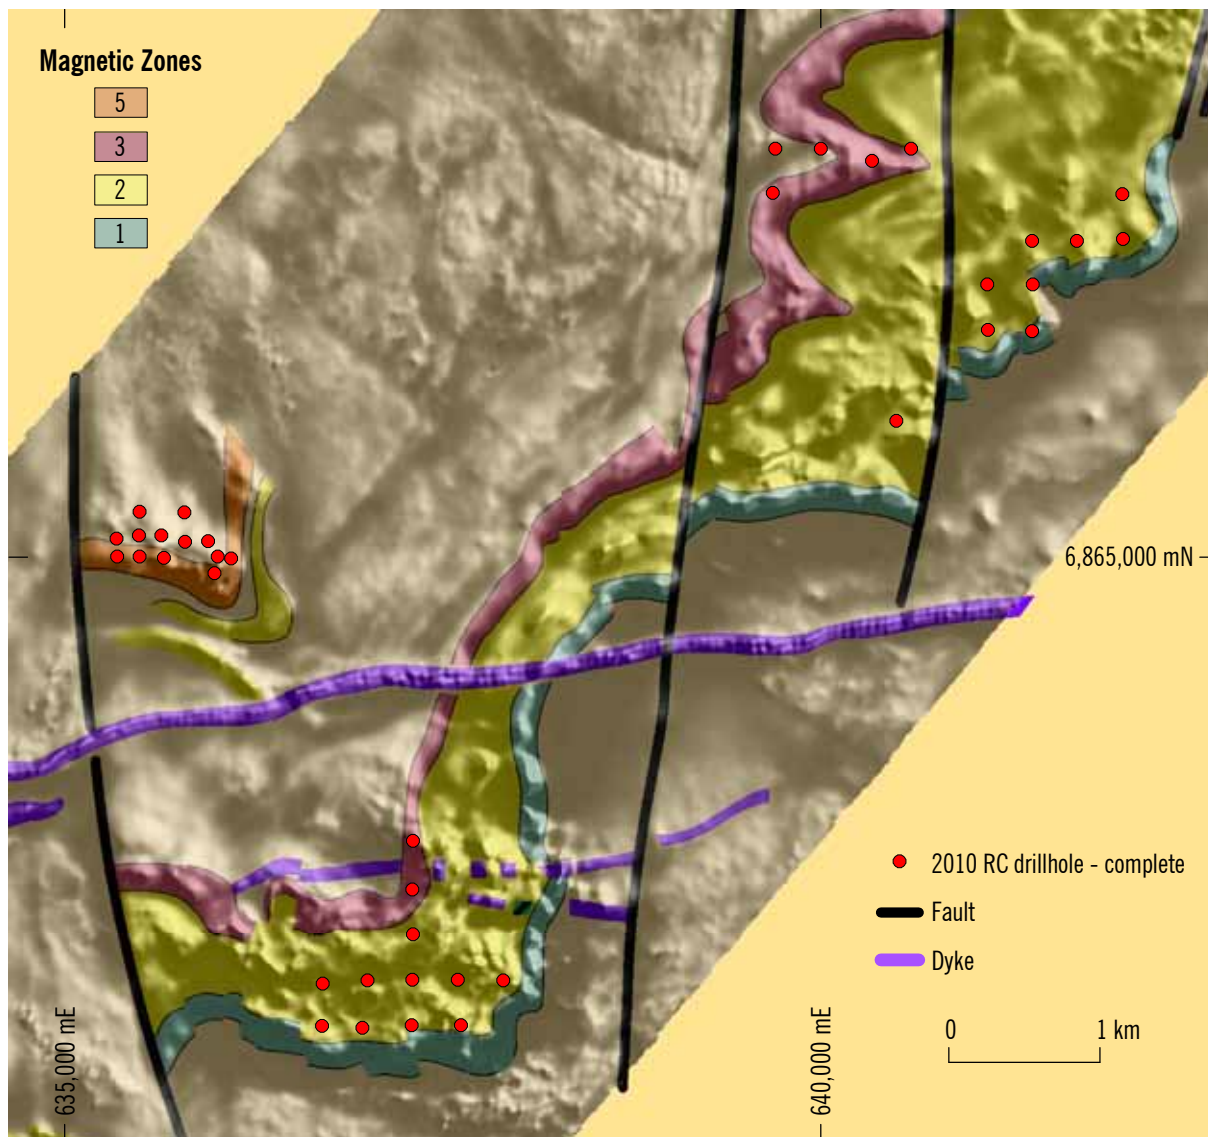 Magnetic Zones
5
3
2
1
6,865,000 mN
2010 RC drillhole - complete
Fault
Dyke
0 1 km
635,000 mE
640,000 mE